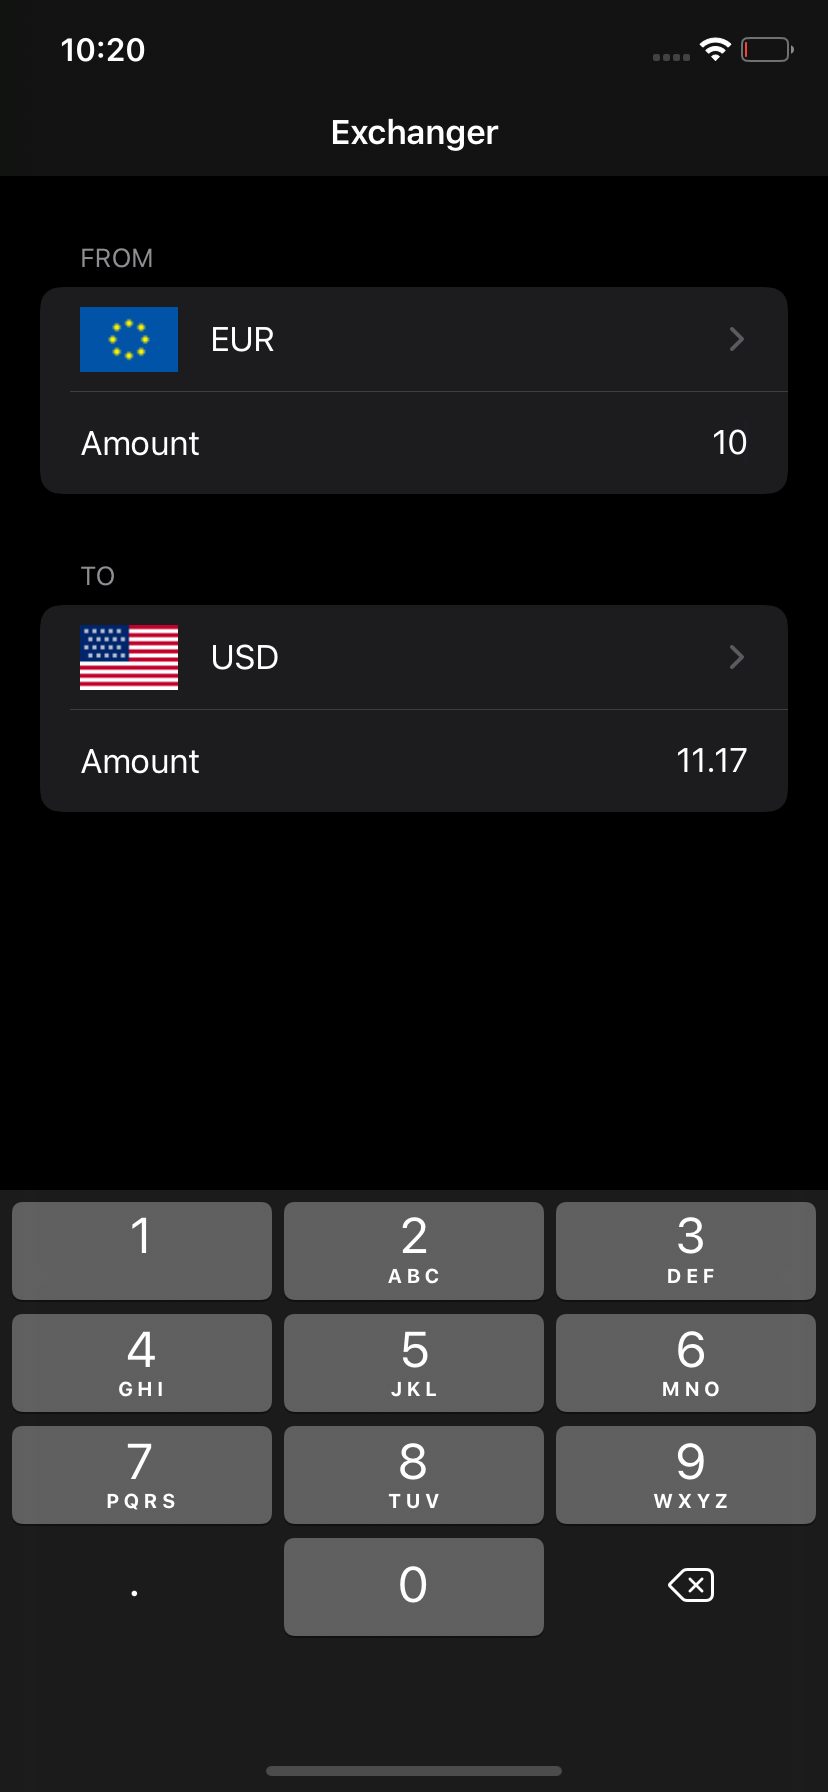 10:20
Exchanger
FROM
EUR
Amount 10
TO
USD
Amount 11.17
1 2 3
ABC DEF
4 5 6
GHI JKL MNO
7 8 9
PQRS TUV WXYZ
. 0